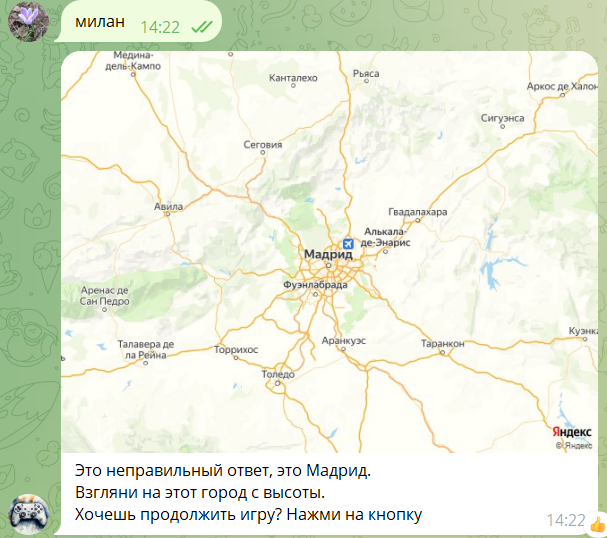 милан
14:22
Медина-
дель-Кампо
Канталехо
Рьяса
Аркос де Халон
Сигуэнса
Сеговия
Авила
Гвадалахара
Алькала-
де-Энарис
Мадрид
Фуэнлабрада
Аренас де
Сан Педро
Талавера де
ла Рейна
Торрихос
Аранкуэс
Таранкон
Куэнка
Толедо
Яндекс
© Яндекс
Это неправильный ответ, это Мадрид.
Взгляни на этот город с высоты.
Хочешь продолжить игру? Нажми на кнопку
14:22